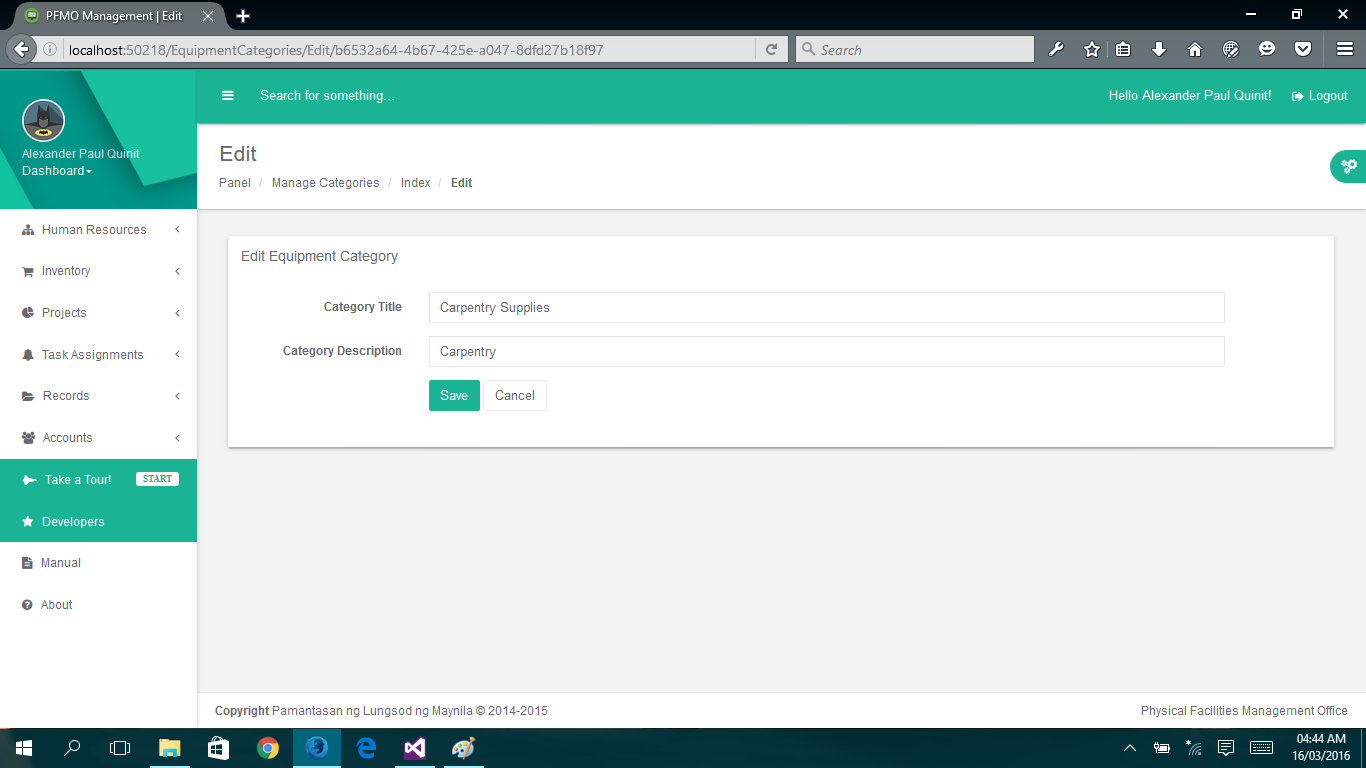 PFMO Management | Edit
localhost:50218/EquipmentCategories/Edit/b6532a64-4b67-425e-a047-8dfd27b18f97
Search
Search for something...
Hello Alexander Paul Quinit!
Logout
Alexander Paul Quinit
Dashboard
Edit
Panel / Manage Categories / Index / Edit
Human Resources
Inventory
Projects
Task Assignments
Records
Accounts
Take a Tour! START
Developers
Manual
About
Edit Equipment Category
Category Title Carpentry Supplies
Category Description Carpentry
Save Cancel
Copyright Pamantasan ng Lungsod ng Maynila © 2014-2015
Physical Facilities Management Office
04:44 AM
16/03/2016